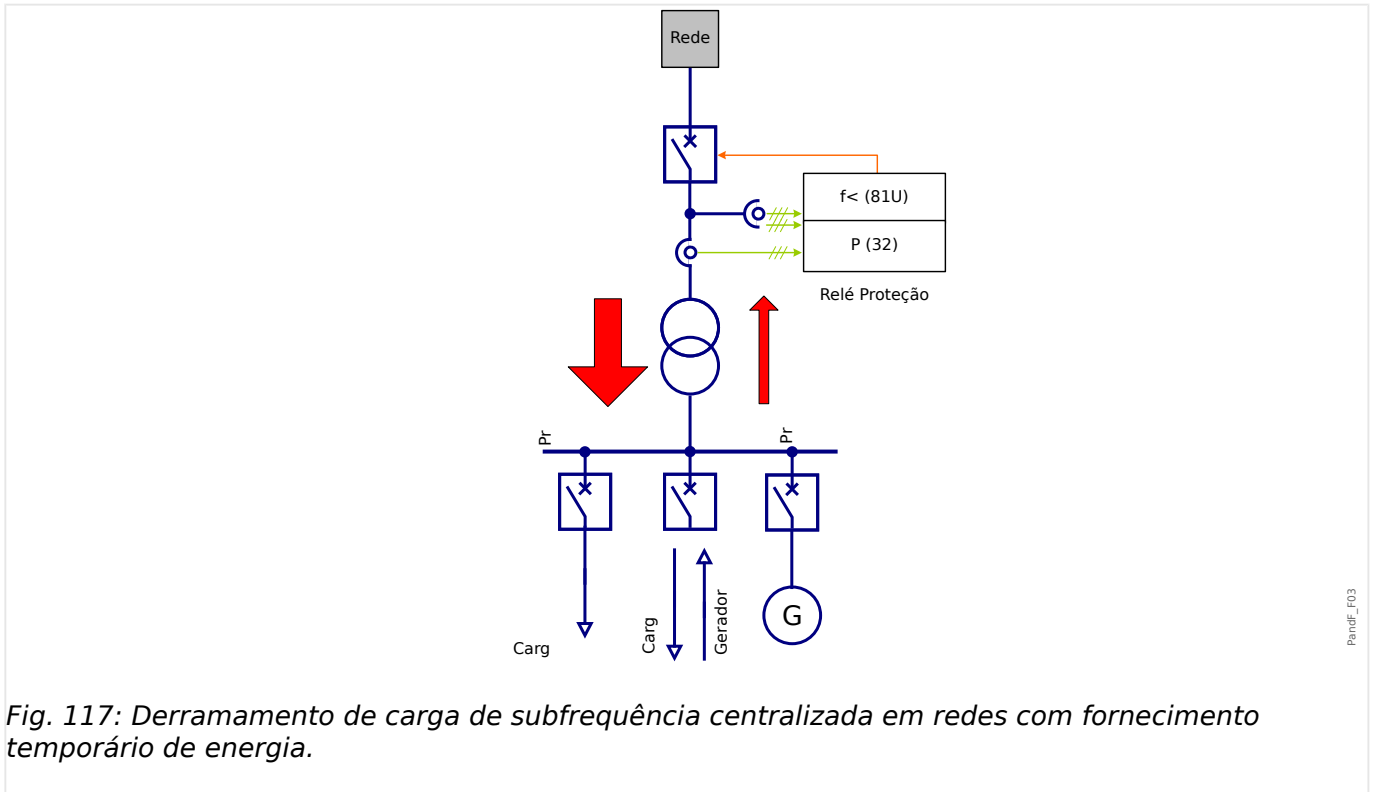 Rede
f< (81U)
P (32)
Relé Proteção
Pr
Pr
Carg
Carg
Gerador
G
PandF_F03
Fig. 117: Derramamento de carga de subfrequência centralizada em redes com fornecimento
temporário de energia.